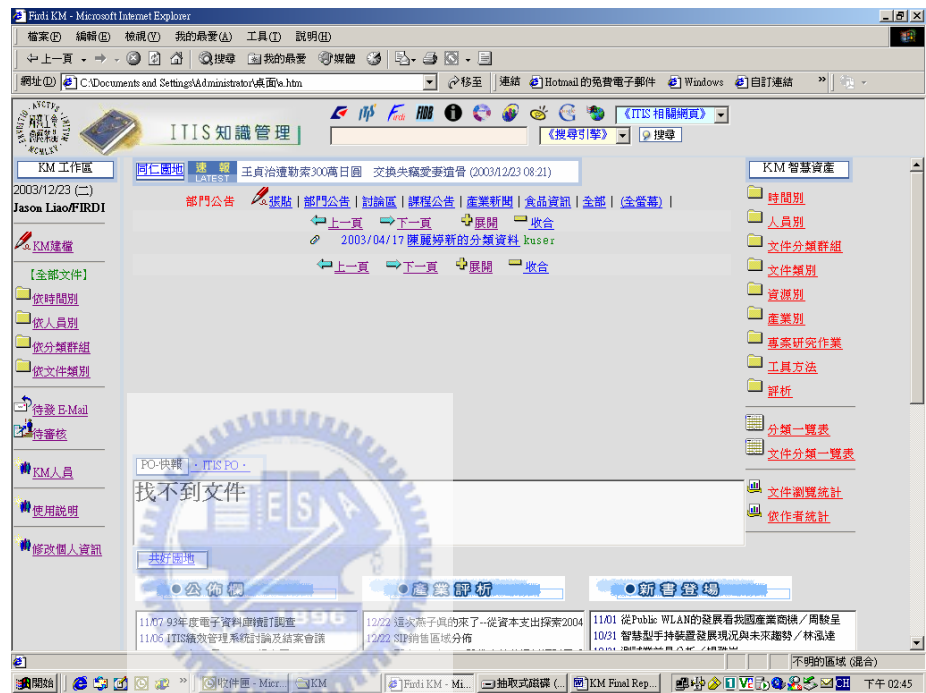 Firdi KM - Microsoft Internet Explorer
檔案(F) 編輯(E) 檢視(V) 我的最愛(A) 工具(T) 說明(H)
上一頁 搜尋 我的最愛 媒體
網址(D) C:\Documents and Settings\Administrator\桌面\a.htm 移至 連結 Hotmail 的免費電子郵件 Windows 自訂連結 »
ITIS知識管理
ITIS Firdi FIDB 《ITIS 相關網頁》
《搜尋引擎》 搜尋
KM 工作區
2003/12/23 (二)
Jason Liao/FIRDI
KM建檔
【全部文件】
依時間別
依人員別
依分類群組
依文件類別
待發 E-Mail
待審核
KM人員
使用說明
修改個人資訊
同仁園地 速 報 LATEST 王貞治遭勒索300萬日圓 交換失竊愛妻遺骨 (2003/12/23 08:21)
部門公告 張貼 | 部門公告 | 討論區 | 課程公告 | 產業新聞 | 食品資訊 | 全部 | (全螢幕) |
上一頁 下一頁 展開 收合
2003/04/17 陳麗婷新的分類資料 kuser
上一頁 下一頁 展開 收合
PO-快報 ‧ITIS PO‧
找不到文件
共好園地
●公佈欄 ●產業評析 ●新書登場
11/07 93年度電子資料庫續訂調查
11/06 ITIS績效管理系統討論及結案會議
12/22 這次燕子真的來了--從資本支出探索2004
12/22 SIP銷售區域分佈
11/01 從Public WLAN的發展看我國產業商機／周駿呈
10/31 智慧型手持裝置發展現況與未來趨勢／林泓達
KM 智慧資產
時間別
人員別
文件分類群組
文件類別
資源別
產業別
專案研究作業
工具方法
評析
分類一覽表
文件分類一覽表
文件瀏覽統計
依作者統計
ESA
1896
不明的區域 (混合)
開始 » 收件匣 - Micr... KM Firdi KM - Mi... 抽取式磁碟 (... KM Final Rep... CH 下午 02:45